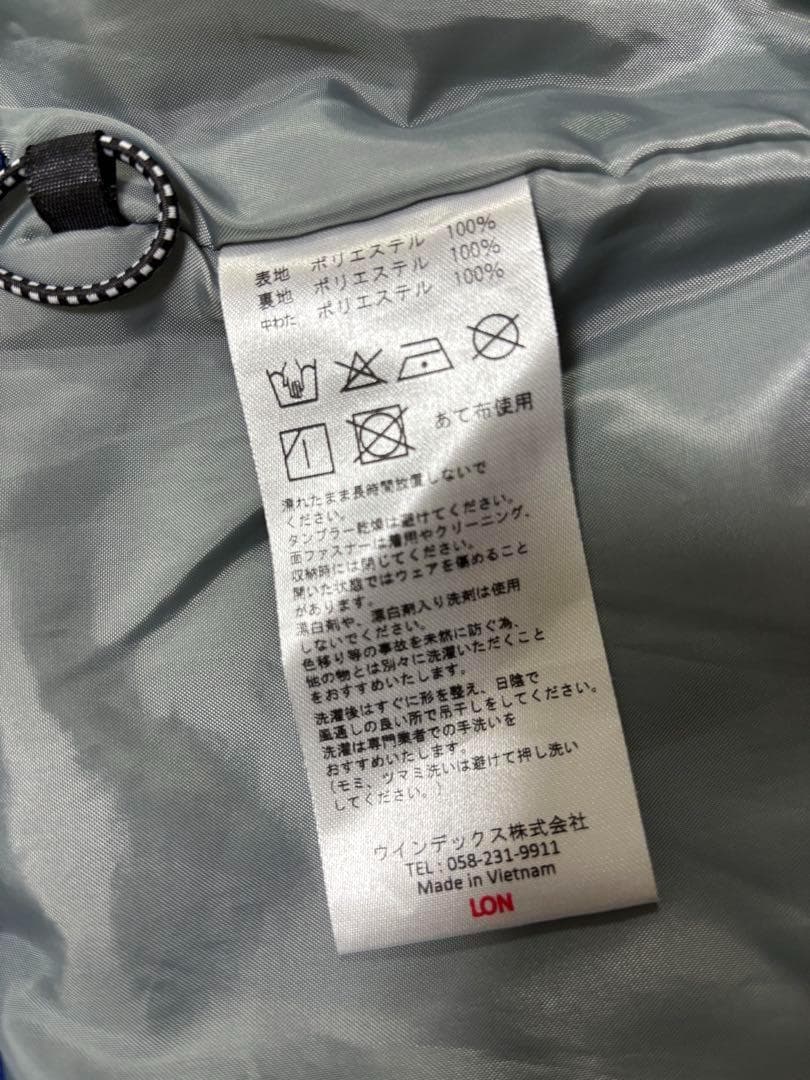 表地 ポリエステル 100%
裏地 ポリエステル 100%
中わた ポリエステル 100%
あて布使用
濡れたまま長時間放置しないで
ください。
タンブラー乾燥は避けてください。
面ファスナーは着用やクリーニング、
収納時には閉じてください。
開いた状態ではウェアを傷めること
があります。
漂白剤や、漂白剤入り洗剤は使用
しないでください。
色移り等の事故を未然に防ぐ為、
他の物とは別々に洗濯いただくこと
をおすすめいたします。
洗濯後はすぐに形を整え、日陰で
風通しの良い所で吊干しをしてください。
洗濯は専門業者での手洗いを
おすすめいたします。
(モミ、ツマミ洗いは避けて押し洗い
してください。)
ウインデックス株式会社
TEL : 058-231-9911
Made in Vietnam
LON